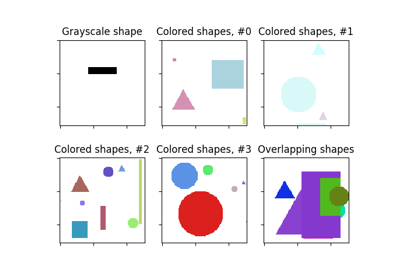 Grayscale shape
Colored shapes, #0
Colored shapes, #1
Colored shapes, #2
Colored shapes, #3
Overlapping shapes